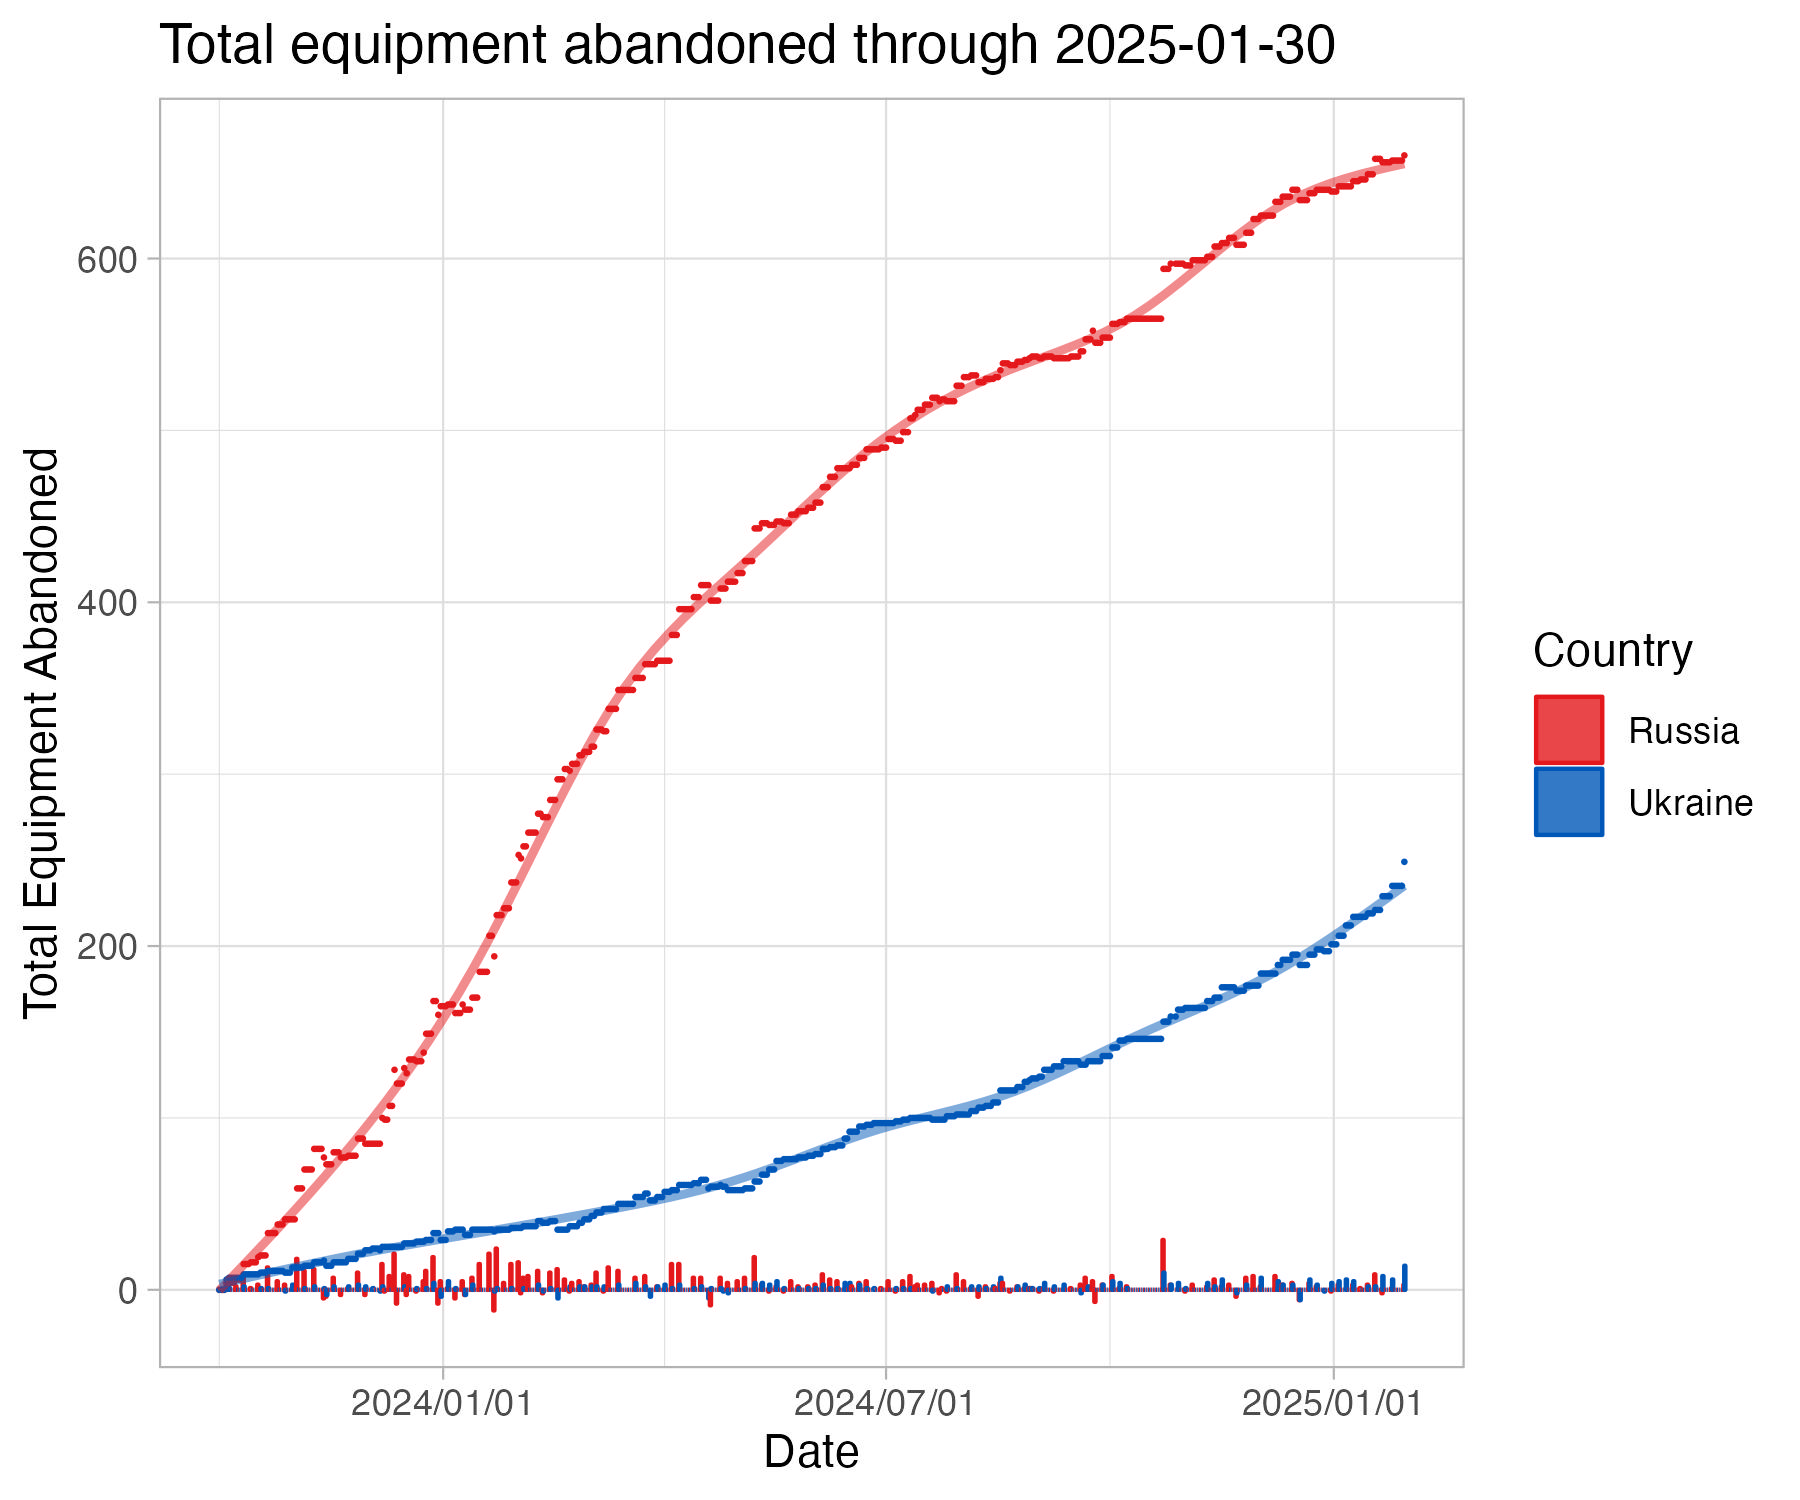 Total equipment abandoned through 2025-01-30
Total Equipment Abandoned
600
400
200
0
2024/01/01
2024/07/01
2025/01/01
Date
Country
Russia
Ukraine